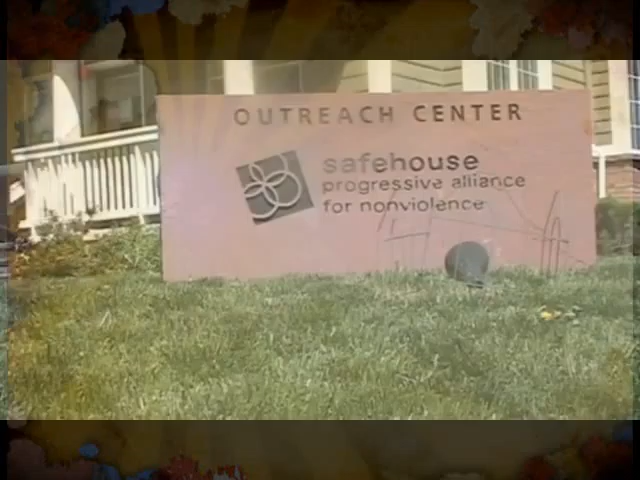 OUTREACH CENTER
safehouse
progressive alliance
for nonviolence